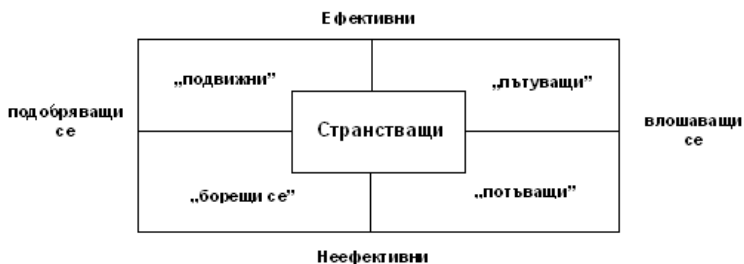 Ефективни
„подвижни”
„пътуващи”
подобряващи
се
Странстващи
влошаващи
се
„борещи се”
„потъващи”
Неефективни